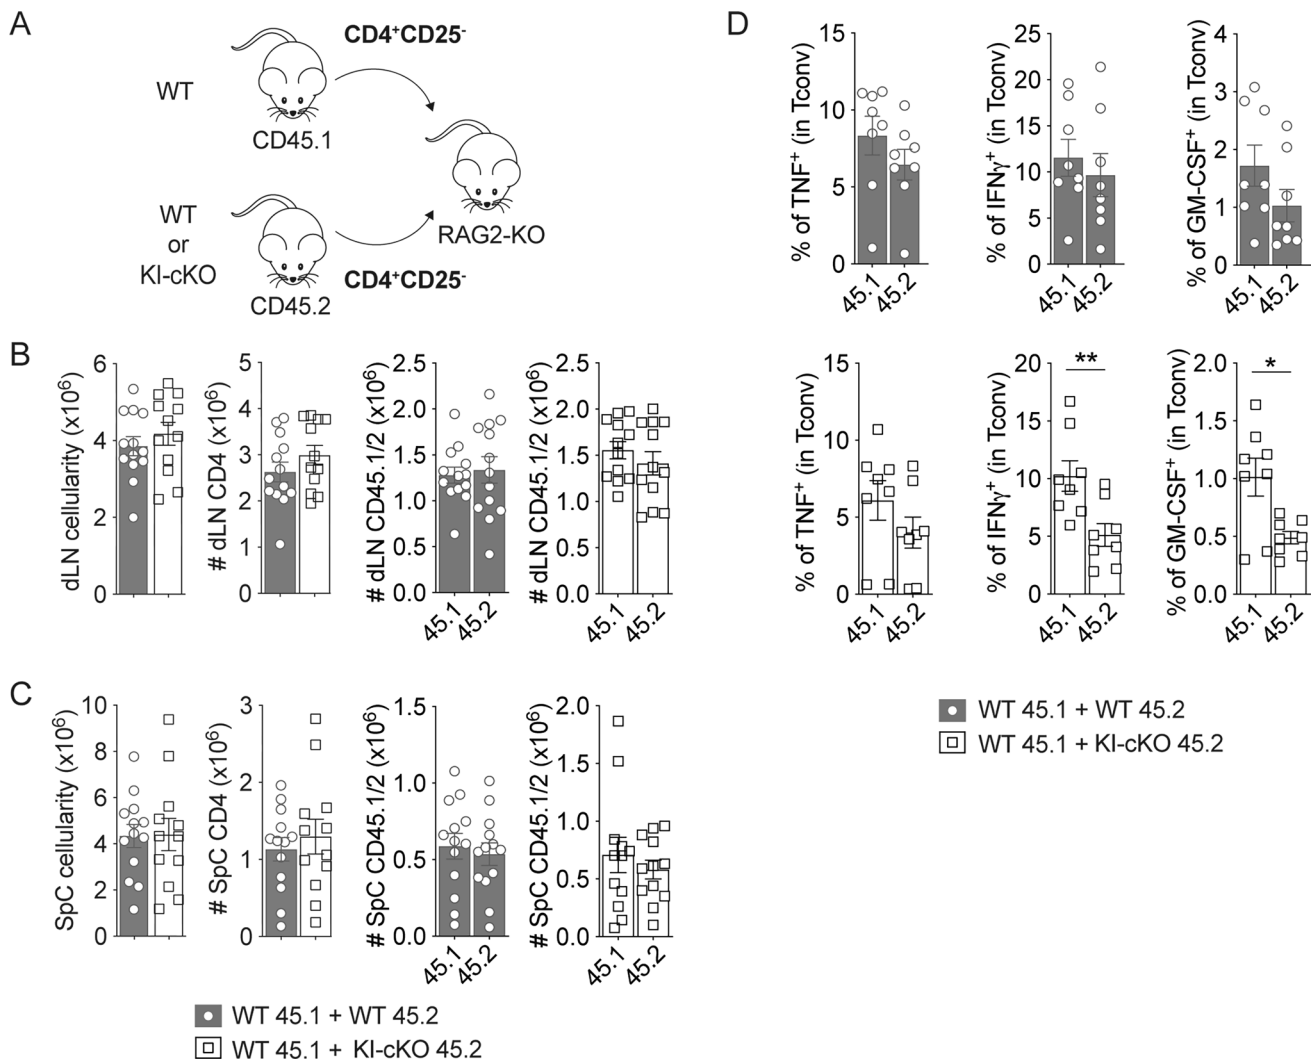 A
WT
CD4⁺CD25⁻
CD45.1
WT
or
KI-cKO
CD45.2
CD4⁺CD25⁻
RAG2-KO
B
dLN cellularity (x10⁶)
6
4
2
0
# dLN CD4 (x10⁶)
5
4
3
2
1
0
# dLN CD45.1/2 (x10⁶)
2.5
2.0
1.5
1.0
0.5
0.0
45.1
45.2
# dLN CD45.1/2 (x10⁶)
2.5
2.0
1.5
1.0
0.5
0.0
45.1
45.2
C
SpC cellularity (x10⁶)
10
8
6
4
2
0
# SpC CD4 (x10⁶)
3
2
1
0
# SpC CD45.1/2 (x10⁶)
1.5
1.0
0.5
0.0
45.1
45.2
# SpC CD45.1/2 (x10⁶)
2.0
1.5
1.0
0.5
0.0
45.1
45.2
WT 45.1 + WT 45.2
WT 45.1 + KI-cKO 45.2
D
% of TNF⁺ (in Tconv)
15
10
5
0
45.1
45.2
% of IFNγ⁺ (in Tconv)
25
20
15
10
5
0
45.1
45.2
% of GM-CSF⁺ (in Tconv)
4
3
2
1
0
45.1
45.2
% of TNF⁺ (in Tconv)
15
10
5
0
45.1
45.2
% of IFNγ⁺ (in Tconv)
20
15
10
5
0
**
45.1
45.2
% of GM-CSF⁺ (in Tconv)
2.0
1.5
1.0
0.5
0.0
*
45.1
45.2
WT 45.1 + WT 45.2
WT 45.1 + KI-cKO 45.2